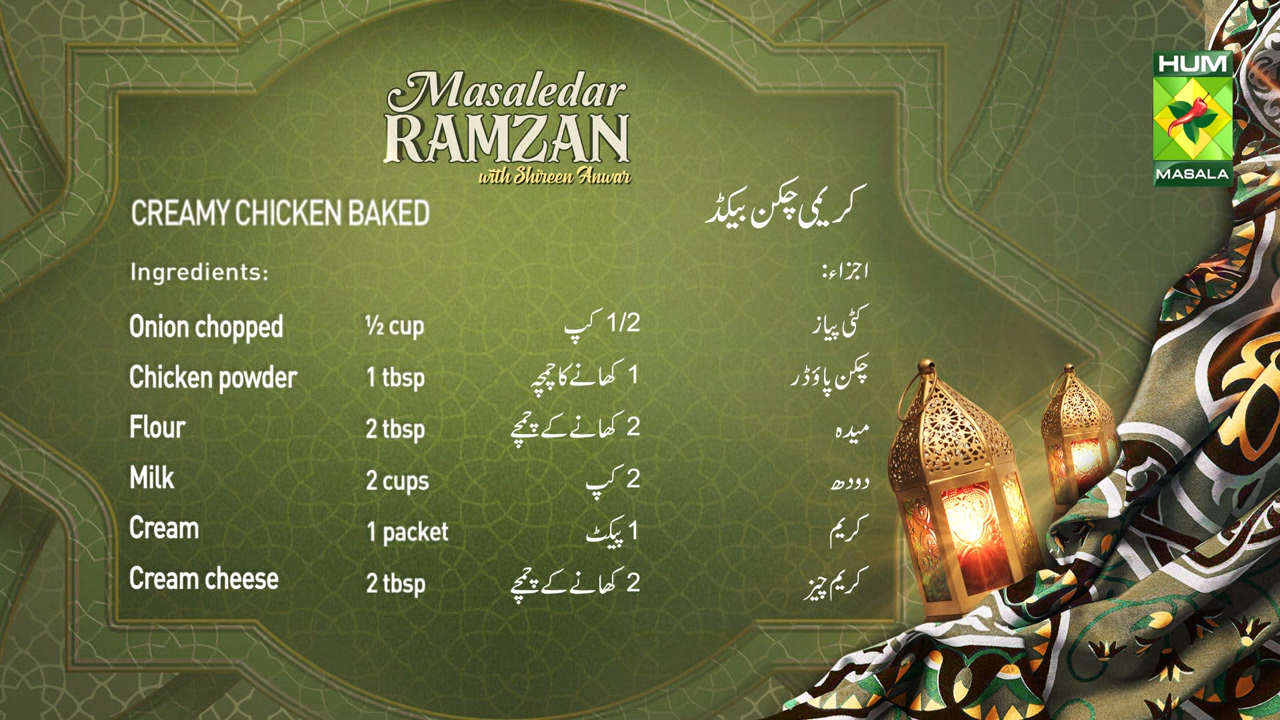 Masaledar
RAMZAN
with Shireen Anwar
HUM
MASALA
CREAMY CHICKEN BAKED کریمی چکن بیکڈ
Ingredients: اجزاء:
Onion chopped ½ cup 1/2 کپ کٹی پیاز
Chicken powder 1 tbsp 1 کھانے کا چمچہ چکن پاؤڈر
Flour 2 tbsp 2 کھانے کے چمچے میدہ
Milk 2 cups 2 کپ دودھ
Cream 1 packet 1 پیکٹ کریم
Cream cheese 2 tbsp 2 کھانے کے چمچے کریم چیز